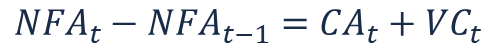 NFA_t − NFA_{t−1} = CA_t + VC_t